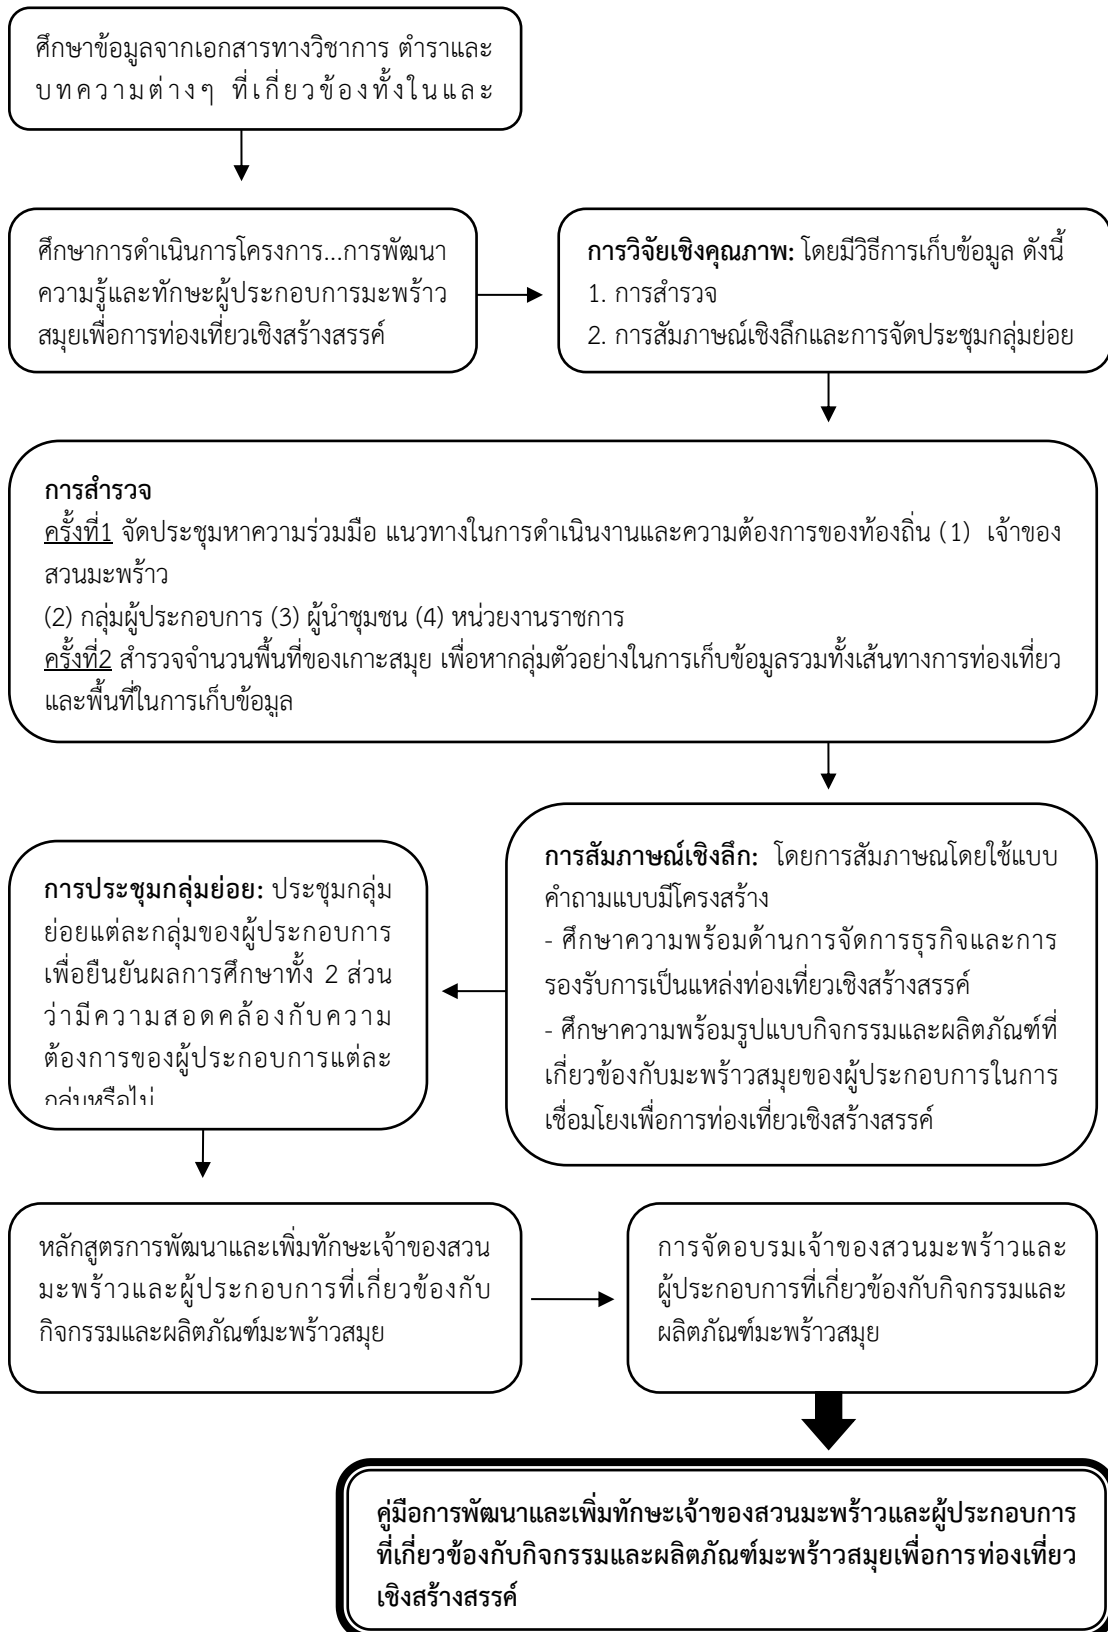 ศึกษาข้อมูลจากเอกสารทางวิชาการ ตำราและ
บทความต่างๆ ที่เกี่ยวข้องทั้งในและ
ศึกษาการดำเนินการโครงการ...การพัฒนา
ความรู้และทักษะผู้ประกอบการมะพร้าว
สมุยเพื่อการท่องเที่ยวเชิงสร้างสรรค์
การวิจัยเชิงคุณภาพ: โดยมีวิธีการเก็บข้อมูล ดังนี้
1. การสำรวจ
2. การสัมภาษณ์เชิงลึกและการจัดประชุมกลุ่มย่อย
การสำรวจ
ครั้งที่1 จัดประชุมหาความร่วมมือ แนวทางในการดำเนินงานและความต้องการของท้องถิ่น (1) เจ้าของ
สวนมะพร้าว
(2) กลุ่มผู้ประกอบการ (3) ผู้นำชุมชน (4) หน่วยงานราชการ
ครั้งที่2 สำรวจจำนวนพื้นที่ของเกาะสมุย เพื่อหากลุ่มตัวอย่างในการเก็บข้อมูลรวมทั้งเส้นทางการท่องเที่ยว
และพื้นที่ในการเก็บข้อมูล
การสัมภาษณ์เชิงลึก: โดยการสัมภาษณโดยใช้แบบ
คำถามแบบมีโครงสร้าง
- ศึกษาความพร้อมด้านการจัดการธุรกิจและการ
รองรับการเป็นแหล่งท่องเที่ยวเชิงสร้างสรรค์
- ศึกษาความพร้อมรูปแบบกิจกรรมและผลิตภัณฑ์ที่
เกี่ยวข้องกับมะพร้าวสมุยของผู้ประกอบการในการ
เชื่อมโยงเพื่อการท่องเที่ยวเชิงสร้างสรรค์
การประชุมกลุ่มย่อย: ประชุมกลุ่ม
ย่อยแต่ละกลุ่มของผู้ประกอบการ
เพื่อยืนยันผลการศึกษาทั้ง 2 ส่วน
ว่ามีความสอดคล้องกับความ
ต้องการของผู้ประกอบการแต่ละ
กลุ่มหรือไม่
หลักสูตรการพัฒนาและเพิ่มทักษะเจ้าของสวน
มะพร้าวและผู้ประกอบการที่เกี่ยวข้องกับ
กิจกรรมและผลิตภัณฑ์มะพร้าวสมุย
การจัดอบรมเจ้าของสวนมะพร้าวและ
ผู้ประกอบการที่เกี่ยวข้องกับกิจกรรมและ
ผลิตภัณฑ์มะพร้าวสมุย
คู่มือการพัฒนาและเพิ่มทักษะเจ้าของสวนมะพร้าวและผู้ประกอบการ
ที่เกี่ยวข้องกับกิจกรรมและผลิตภัณฑ์มะพร้าวสมุยเพื่อการท่องเที่ยว
เชิงสร้างสรรค์